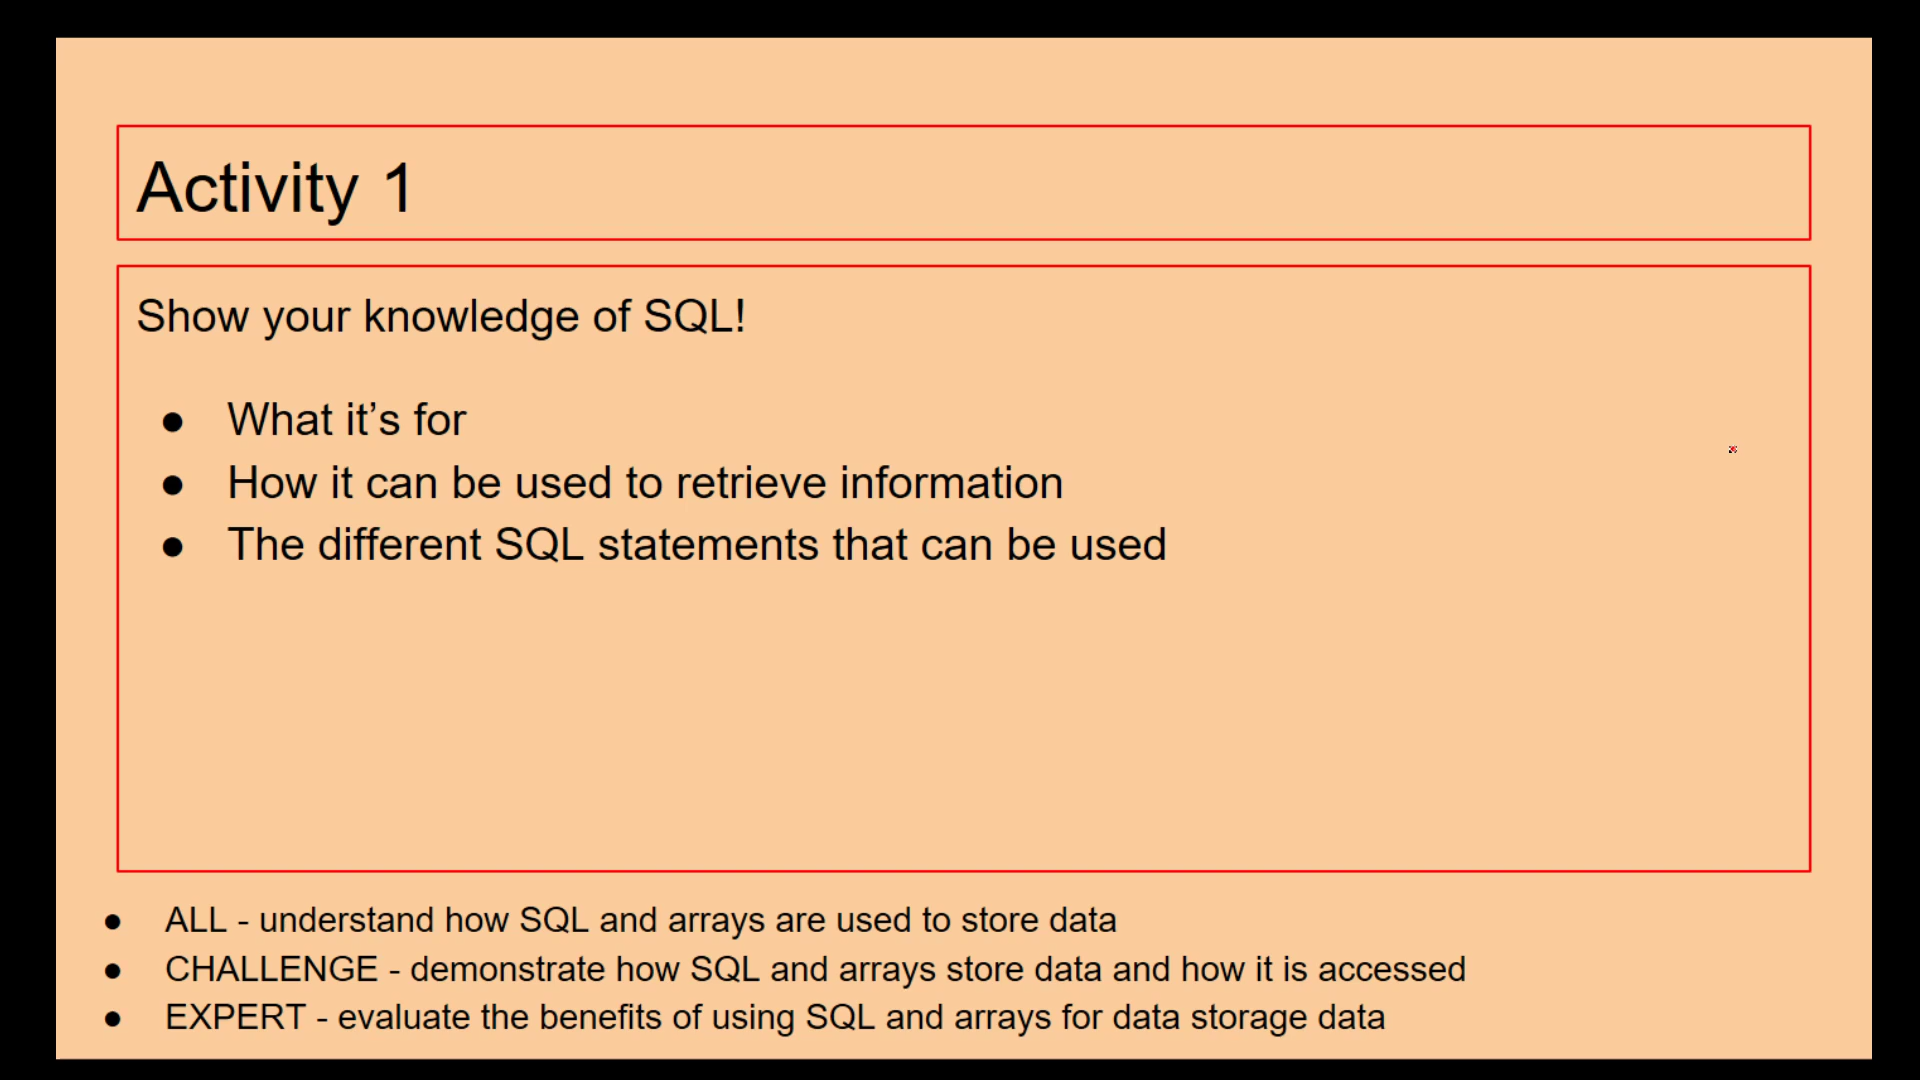 Activity 1
Show your knowledge of SQL!
● What it’s for
● How it can be used to retrieve information
● The different SQL statements that can be used
● ALL - understand how SQL and arrays are used to store data
● CHALLENGE - demonstrate how SQL and arrays store data and how it is accessed
● EXPERT - evaluate the benefits of using SQL and arrays for data storage data